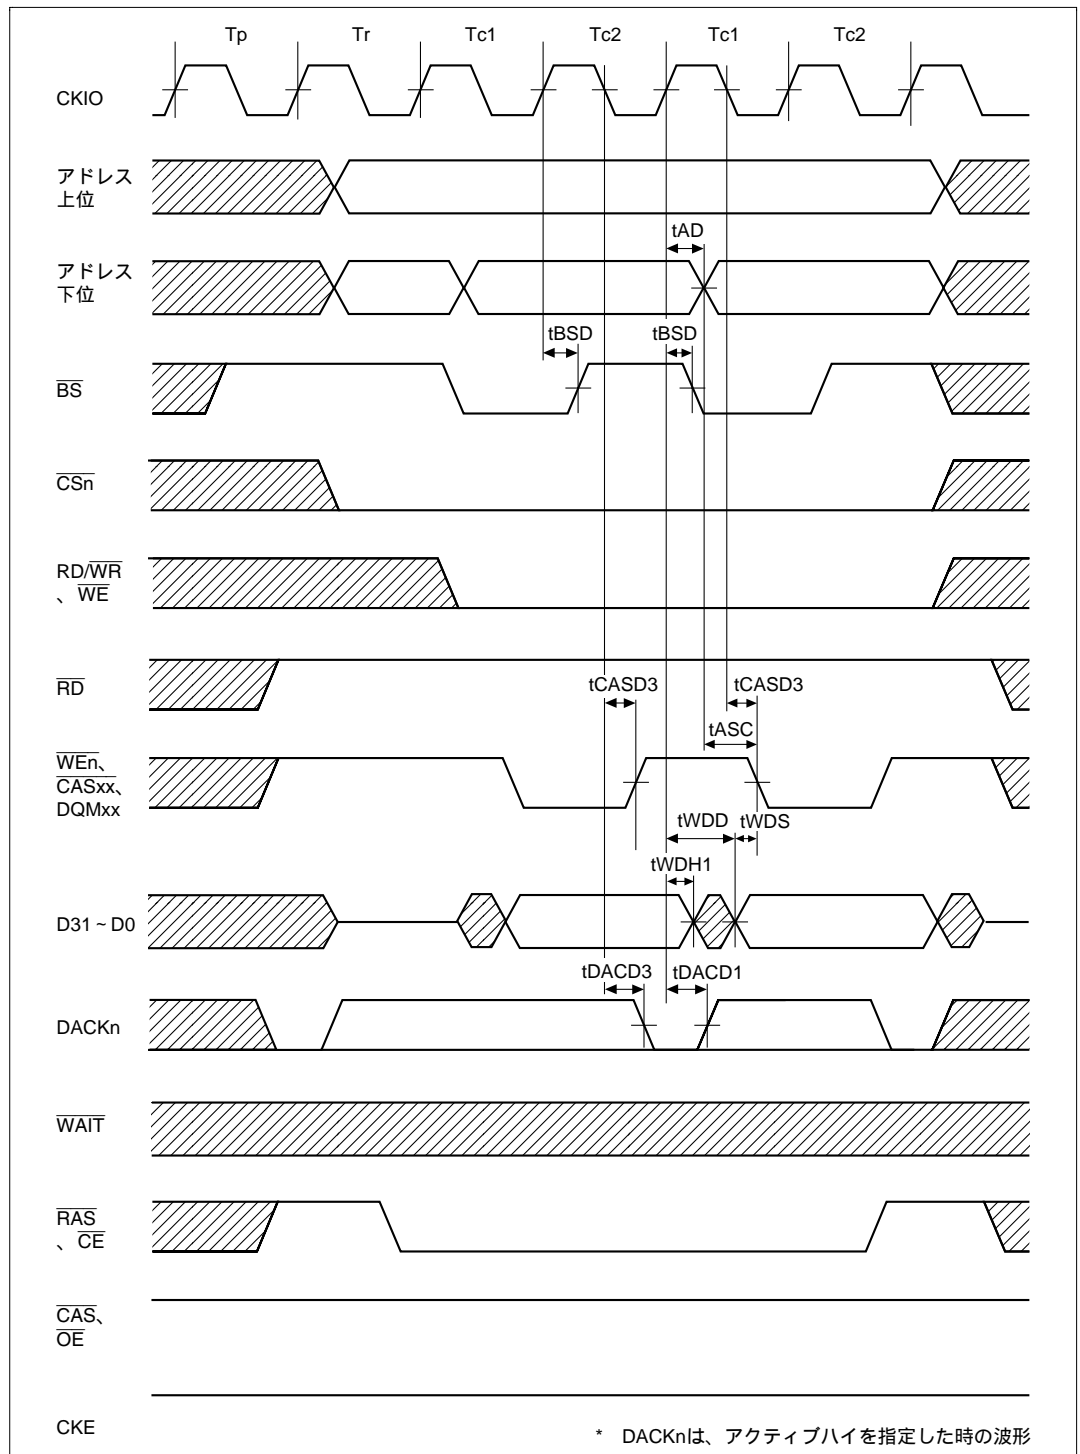 Tp Tr Tc1 Tc2 Tc1 Tc2
CKIO
アドレス
上位
tAD
アドレス
下位
tBSD tBSD
BS
CSn
RD/WR
、WE
RD
tCASD3 tCASD3
tASC
WEn、
CASxx、
DQMxx
tWDD tWDS
tWDH1
D31 ~ D0
tDACD3 tDACD1
DACKn
WAIT
RAS
、CE
CAS、
OE
CKE
* DACKnは、アクティブハイを指定した時の波形